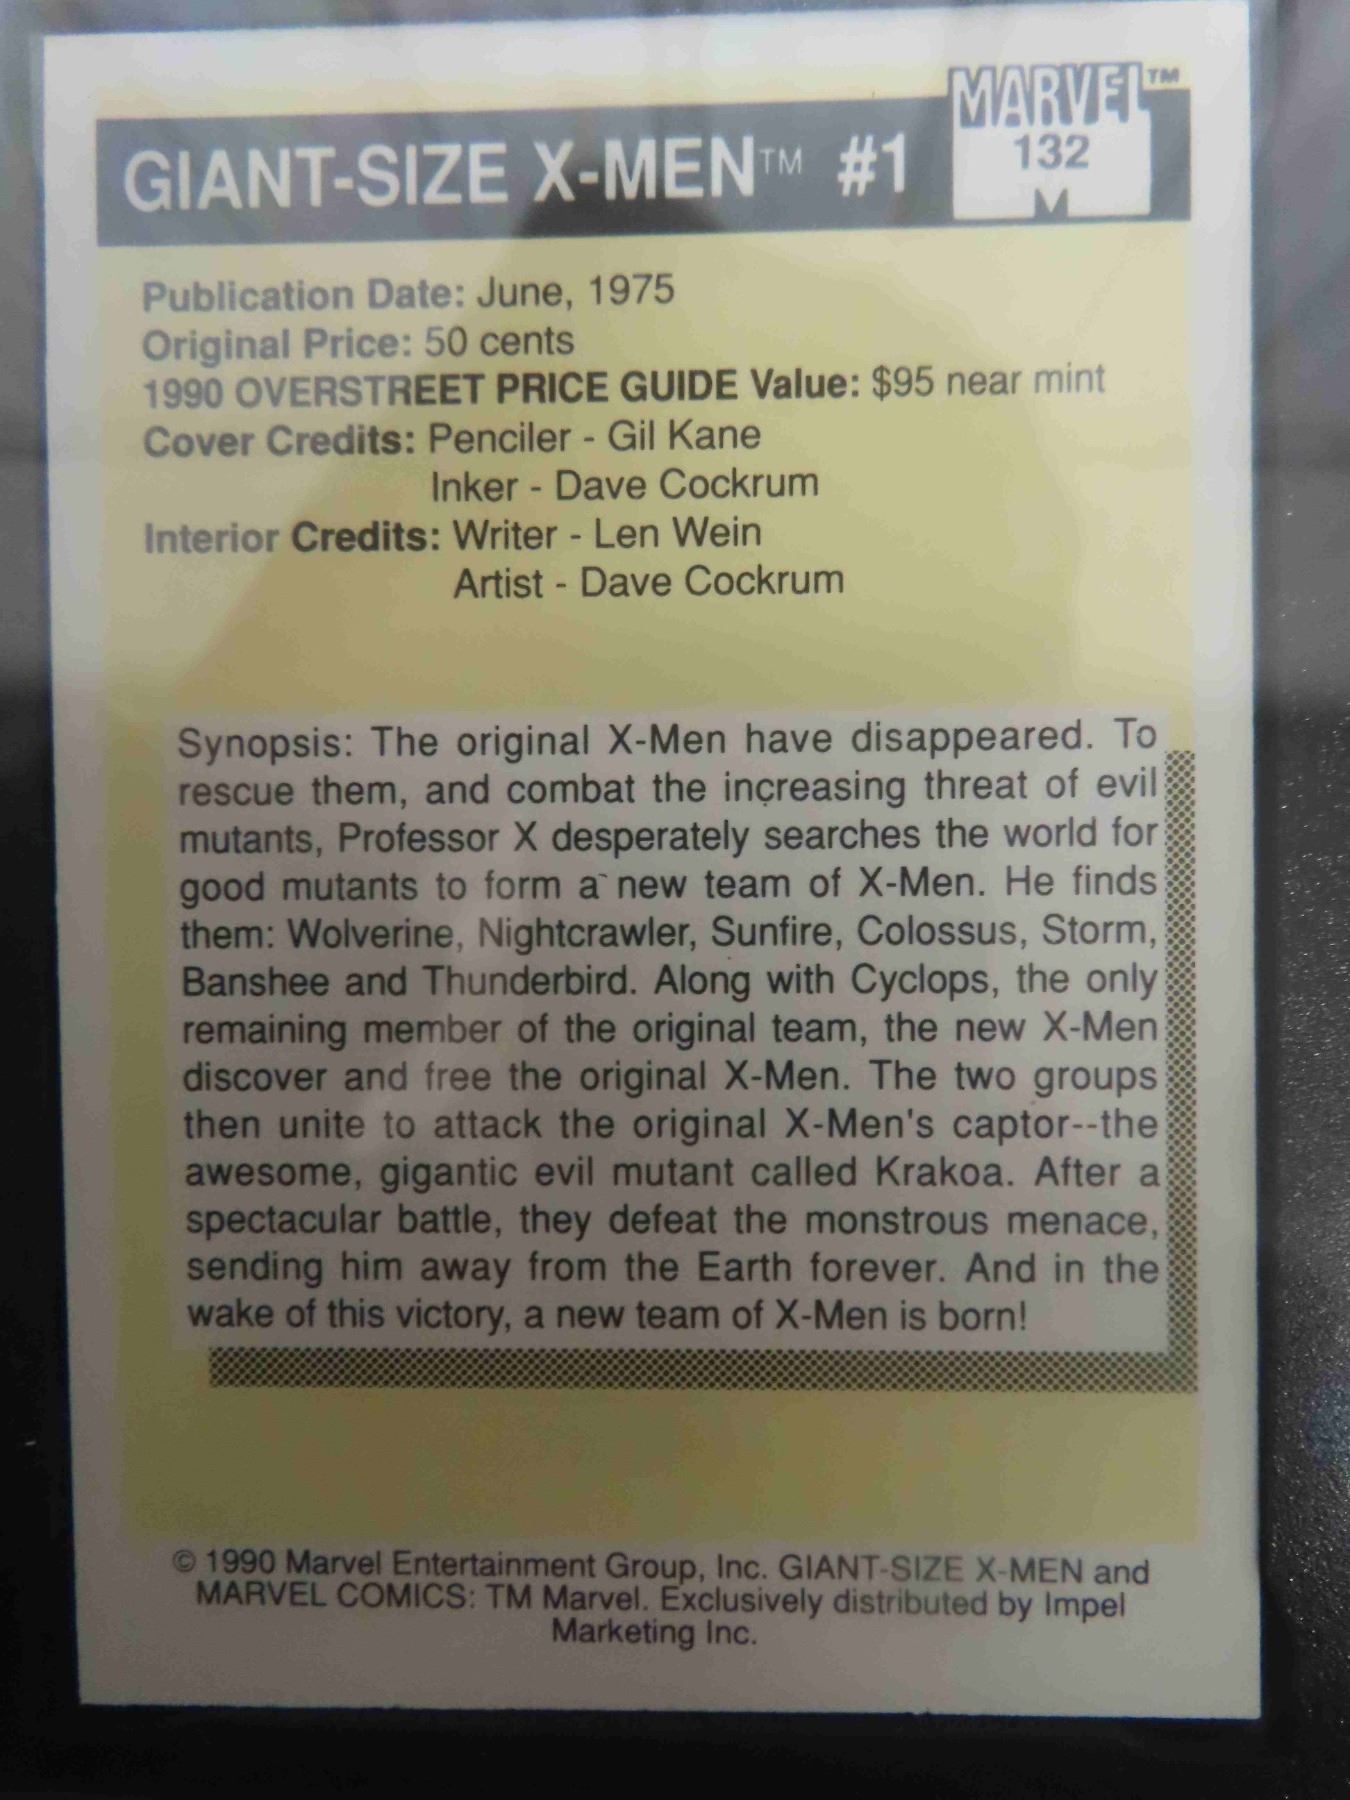 MARVEL™
GIANT-SIZE X-MEN™ #1
132
M
Publication Date: June, 1975
Original Price: 50 cents
1990 OVERSTREET PRICE GUIDE Value: $95 near mint
Cover Credits: Penciler - Gil Kane
Inker - Dave Cockrum
Interior Credits: Writer - Len Wein
Artist - Dave Cockrum
Synopsis: The original X-Men have disappeared. To
rescue them, and combat the increasing threat of evil
mutants, Professor X desperately searches the world for
good mutants to form a new team of X-Men. He finds
them: Wolverine, Nightcrawler, Sunfire, Colossus, Storm,
Banshee and Thunderbird. Along with Cyclops, the only
remaining member of the original team, the new X-Men
discover and free the original X-Men. The two groups
then unite to attack the original X-Men's captor--the
awesome, gigantic evil mutant called Krakoa. After a
spectacular battle, they defeat the monstrous menace,
sending him away from the Earth forever. And in the
wake of this victory, a new team of X-Men is born!
© 1990 Marvel Entertainment Group, Inc. GIANT-SIZE X-MEN and
MARVEL COMICS: TM Marvel. Exclusively distributed by Impel
Marketing Inc.